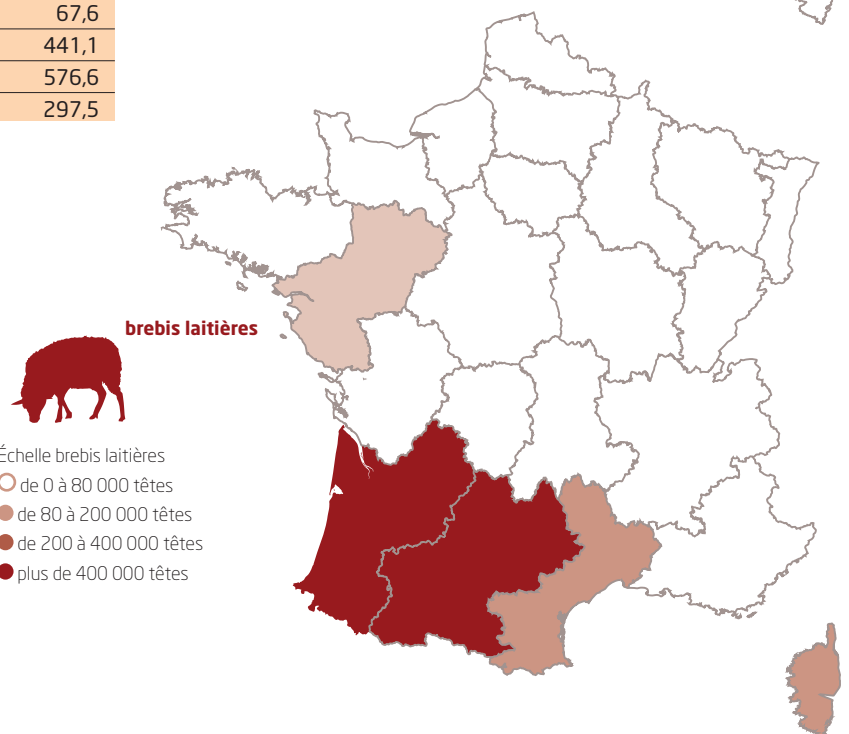 67,6
441,1
576,6
297,5
brebis laitières
Échelle brebis laitières
de 0 à 80 000 têtes
de 80 à 200 000 têtes
de 200 à 400 000 têtes
plus de 400 000 têtes